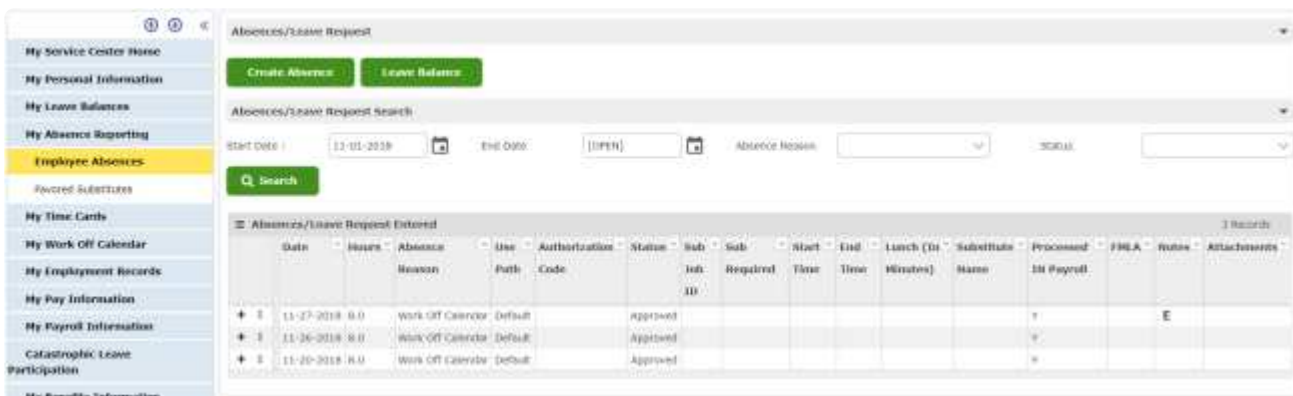 My Service Center Home
My Personal Information
My Leave Balances
My Absence Reporting
Employee Absences
Favored Substitutes
My Time Cards
My Work Off Calendar
My Employment Records
My Pay Information
My Payroll Information
Catastrophic Leave
Participation
My Benefits Information
Absences/Leave Request
Create Absence Leave Balance
Absences/Leave Request Search
Start Date : 11-01-2018 End Date [OPEN] Absence Reason Status
Search
Absences/Leave Request Entered 3 Records
Date Hours Absence Reason Use Path Authorization Code Status Sub Job ID Sub Required Start Time End Time Lunch (In Minutes) Substitute Name Processed IN Payroll FMLA Notes Attachments
11-27-2018 8.0 Work Off Calendar Default Approved Y E
11-26-2018 8.0 Work Off Calendar Default Approved Y
11-20-2018 8.0 Work Off Calendar Default Approved Y